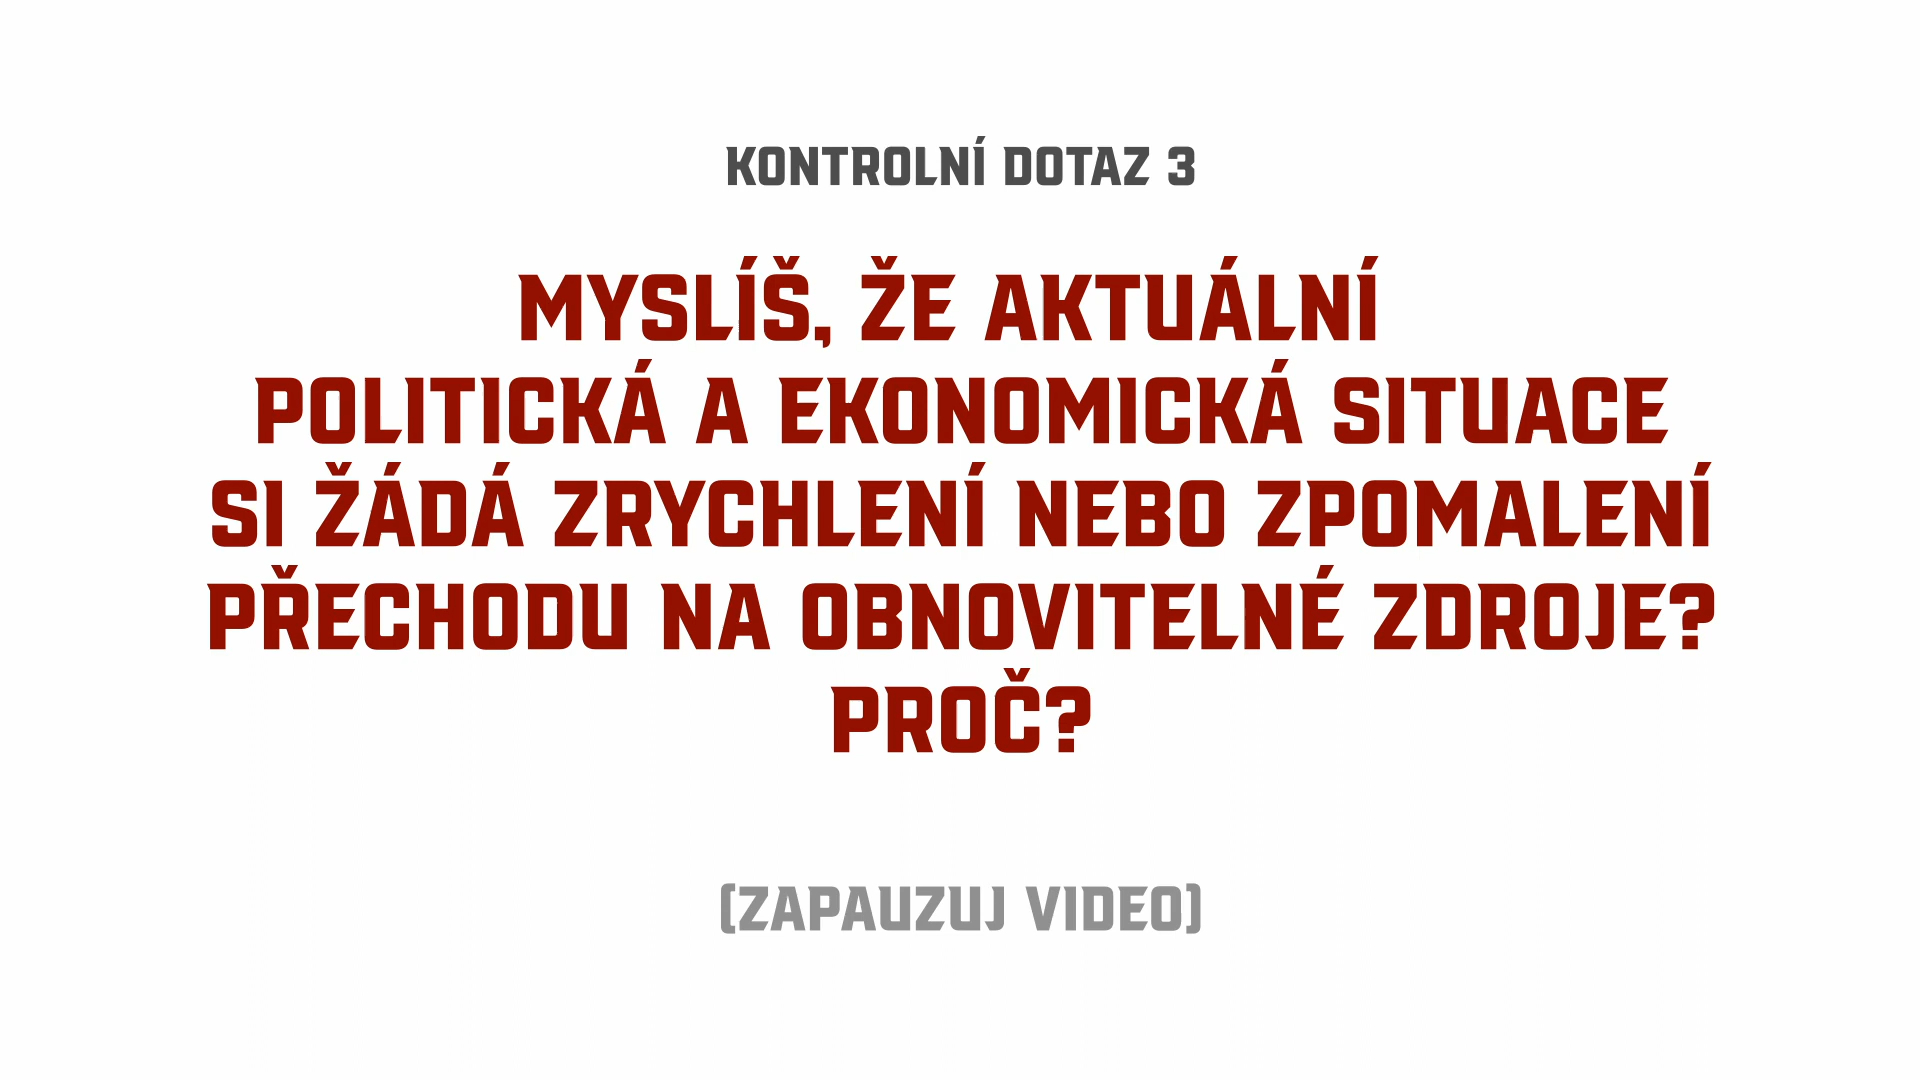 KONTROLNÍ DOTAZ 3
MYSLÍŠ, ŽE AKTUÁLNÍ
POLITICKÁ A EKONOMICKÁ SITUACE
SI ŽÁDÁ ZRYCHLENÍ NEBO ZPOMALENÍ
PŘECHODU NA OBNOVITELNÉ ZDROJE?
PROČ?
(ZAPAUZUJ VIDEO)